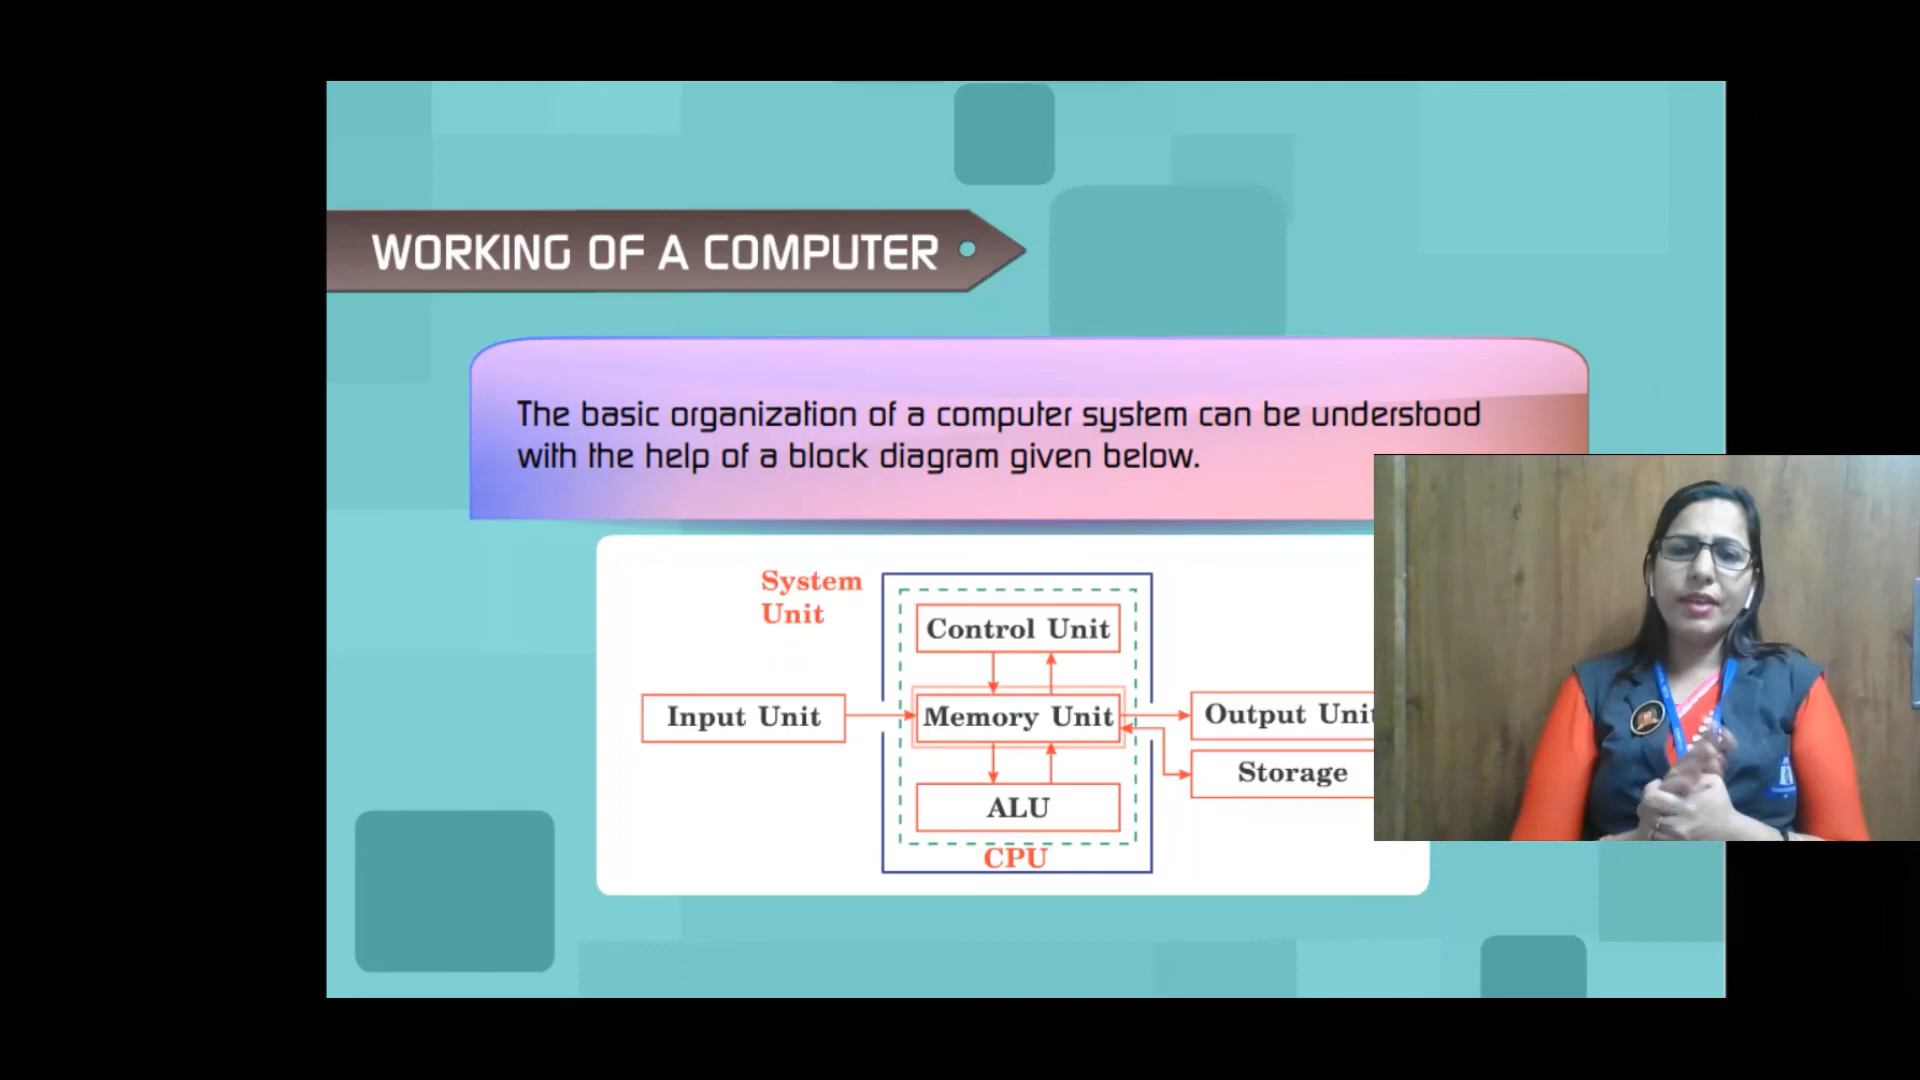 WORKING OF A COMPUTER
The basic organization of a computer system can be understood
with the help of a block diagram given below.
System
Unit
Control Unit
Input Unit
Memory Unit
Output Unit
Storage
ALU
CPU